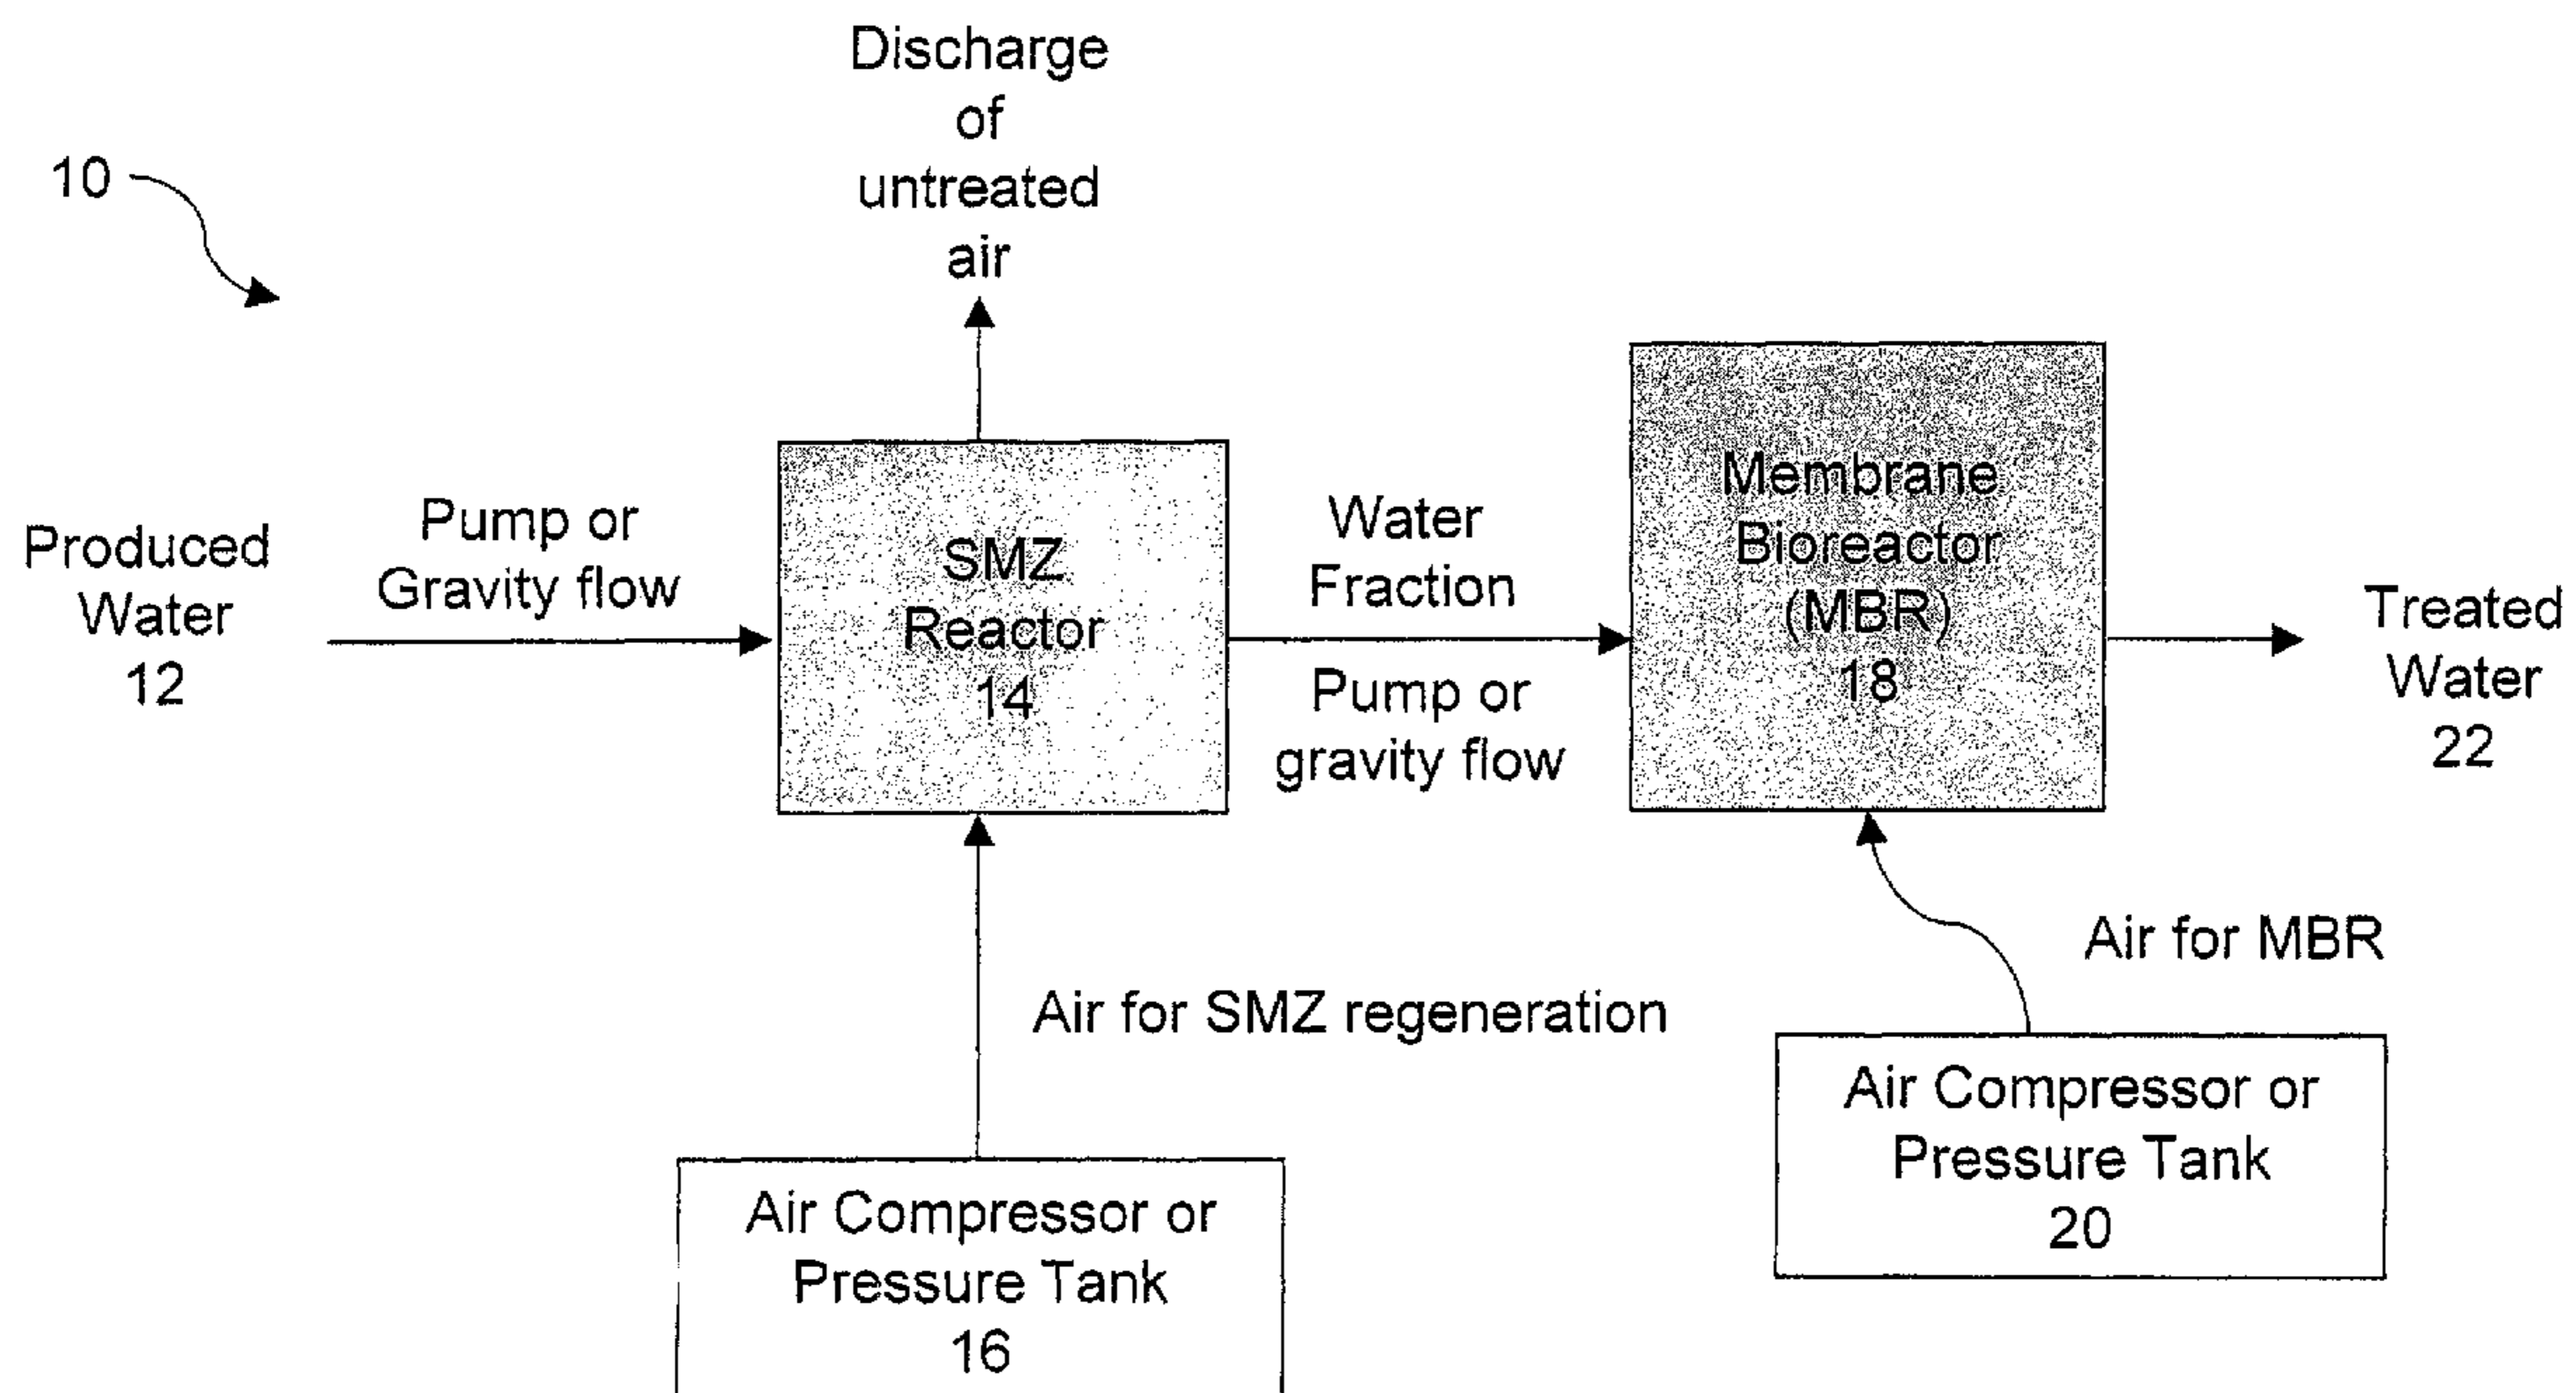 Discharge
of
untreated
air
10
Produced
Water
12
Pump or
Gravity flow
SMZ
Reactor
14
Water
Fraction
Pump or
gravity flow
Membrane
Bioreactor
(MBR)
18
Treated
Water
22
Air for SMZ regeneration
Air for MBR
Air Compressor or
Pressure Tank
16
Air Compressor or
Pressure Tank
20